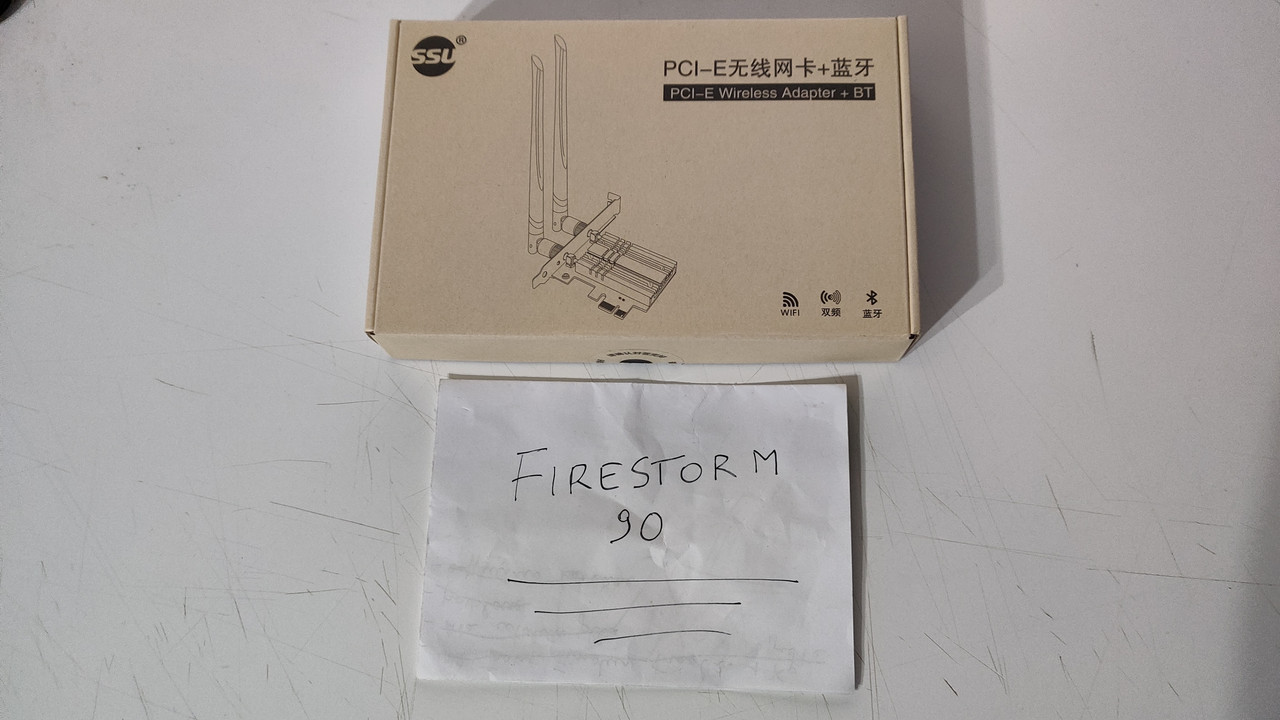 SSU®
PCI-E无线网卡+蓝牙
PCI-E Wireless Adapter + BT
WIFI
双频
蓝牙
FIRESTORM
90